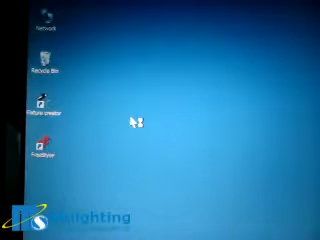 Network
Recycle Bin
Fixture creator
FreeStyler
lighting